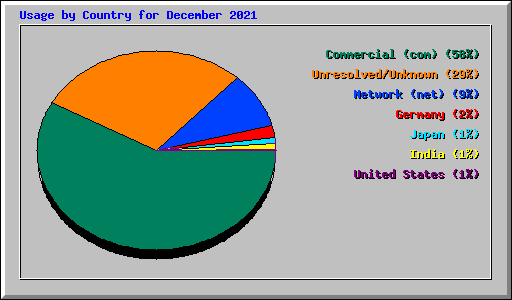 Usage by Country for December 2021
Commercial (com) (58%)
Unresolved/Unknown (29%)
Network (net) (9%)
Germany (2%)
Japan (1%)
India (1%)
United States (1%)